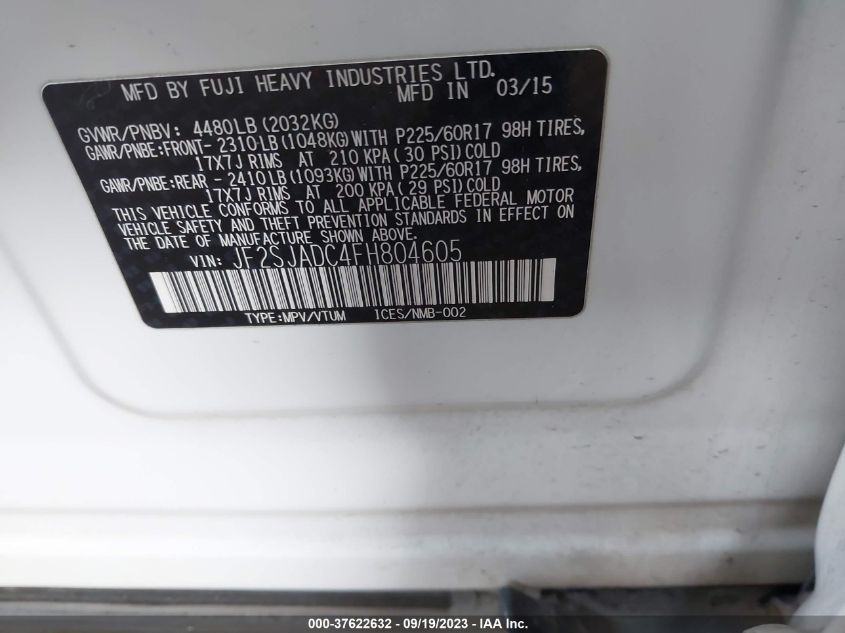 MFD BY FUJI HEAVY INDUSTRIES LTD.
MFD IN 03/15
GVWR/PNBV: 4480LB (2032KG)
GAWR/PNBE:FRONT- 2310 LB (1048KG) WITH P225/60R17 98H TIRES,
17X7J RIMS AT 210 KPA ( 30 PSI) COLD
GAWR/PNBE:REAR - 2410 LB (1093KG) WITH P225/60R17 98H TIRES,
17X7J RIMS AT 200 KPA ( 29 PSI) COLD
THIS VEHICLE CONFORMS TO ALL APPLICABLE FEDERAL MOTOR
VEHICLE SAFETY AND THEFT PREVENTION STANDARDS IN EFFECT ON
THE DATE OF MANUFACTURE SHOWN ABOVE.
VIN: JF2SJADC4FH804605
TYPE:MPV/VTUM ICES/NMB-002
000-37622632 - 09/19/2023 - IAA Inc.